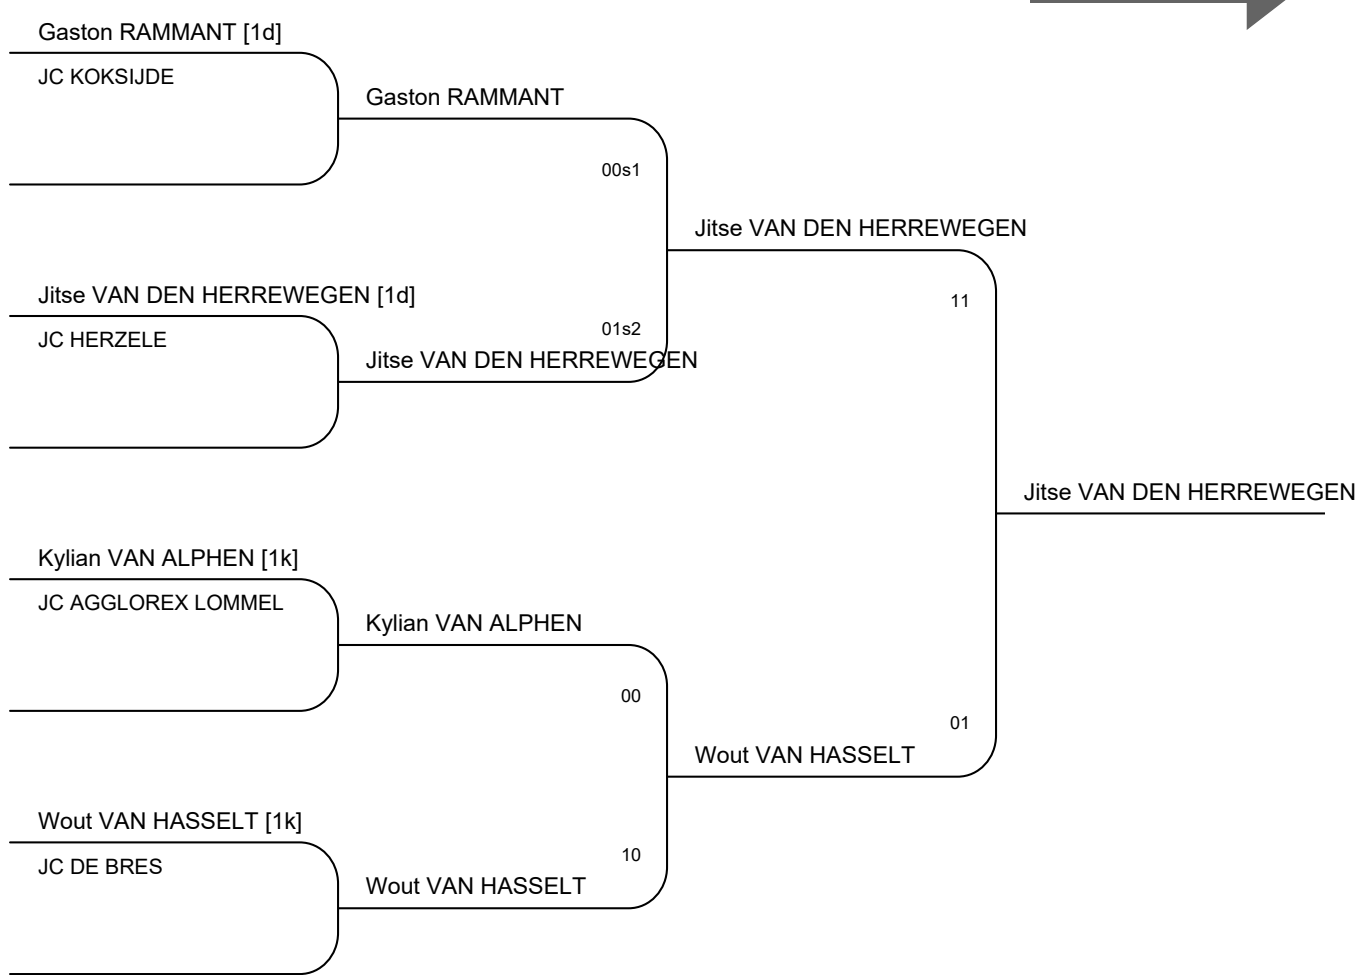 Gaston RAMMANT [1d]
JC KOKSIJDE
Gaston RAMMANT
00s1
Jitse VAN DEN HERREWEGEN
Jitse VAN DEN HERREWEGEN [1d]
11
01s2
JC HERZELE
Jitse VAN DEN HERREWEGEN
Jitse VAN DEN HERREWEGEN
Kylian VAN ALPHEN [1k]
JC AGGLOREX LOMMEL
Kylian VAN ALPHEN
00
01
Wout VAN HASSELT
Wout VAN HASSELT [1k]
10
JC DE BRES
Wout VAN HASSELT